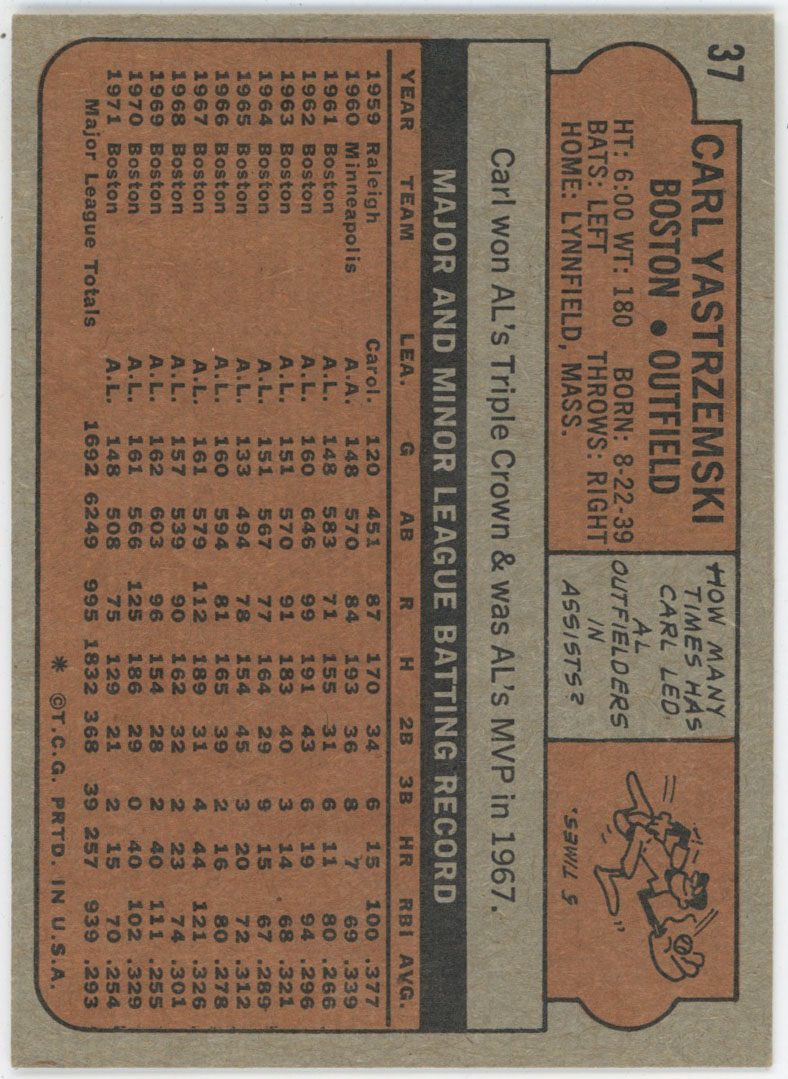 37
CARL YASTRZEMSKI
BOSTON • OUTFIELD
HT: 6:00 WT: 180 BORN: 8-22-39
BATS: LEFT THROWS: RIGHT
HOME: LYNNFIELD, MASS.
HOW MANY
TIMES HAS
CARL LED
AL
OUTFIELDERS
IN
ASSISTS?
5 TIMES.
Carl won AL's Triple Crown & was AL's MVP in 1967.
MAJOR AND MINOR LEAGUE BATTING RECORD
YEAR TEAM LEA. G AB R H 2B 3B HR RBI AVG.
1959 Raleigh Carol. 120 451 87 170 34 6 15 100 .377
1960 Minneapolis A.A. 148 570 84 193 36 8 7 69 .339
1961 Boston A.L. 148 583 71 155 31 6 11 80 .266
1962 Boston A.L. 160 646 99 191 43 6 19 94 .296
1963 Boston A.L. 151 570 91 183 40 3 14 68 .321
1964 Boston A.L. 151 567 77 164 29 9 15 67 .289
1965 Boston A.L. 133 494 78 154 45 3 20 72 .312
1966 Boston A.L. 160 594 81 165 39 2 16 80 .278
1967 Boston A.L. 161 579 112 189 31 4 44 121 .326
1968 Boston A.L. 157 539 90 162 32 2 23 74 .301
1969 Boston A.L. 162 603 96 154 28 2 40 111 .255
1970 Boston A.L. 161 566 125 186 29 0 40 102 .329
1971 Boston A.L. 148 508 75 129 21 2 15 70 .254
Major League Totals 1692 6249 995 1832 368 39 257 939 .293
* ©T.C.G. PRTD. IN U.S.A.